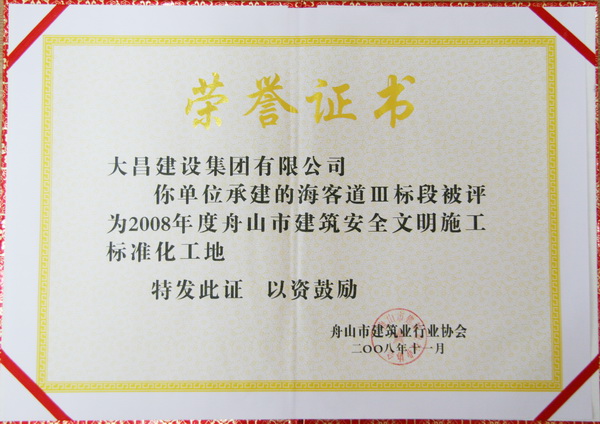 荣誉证书
大昌建设集团有限公司
你单位承建的海客道Ⅲ标段被评
为2008年度舟山市建筑安全文明施工
标准化工地
特发此证 以资鼓励
舟山市建筑业行业协会
二〇〇八年十一月